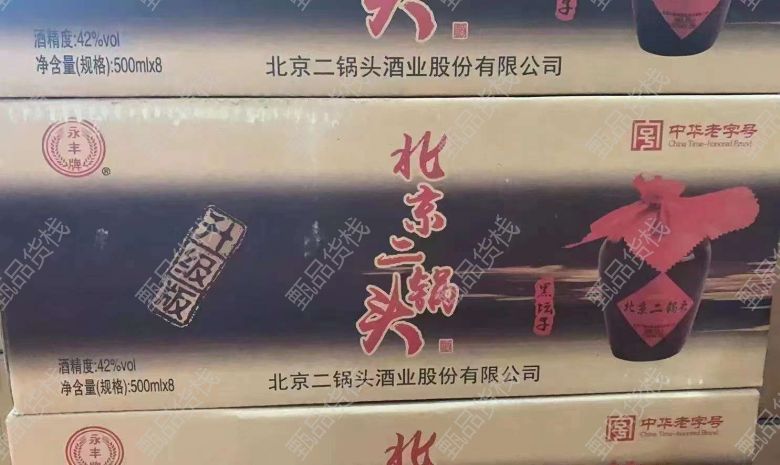 酒精度:42%vol
净含量(规格):500mlx8
北京二锅头酒业股份有限公司
永丰牌
®
升级版
北京二锅头
黑坛子
中华老字号
China Time-honored Brand
北京二锅头
酒精度:42%vol
净含量(规格):500mlx8
北京二锅头酒业股份有限公司
永丰牌
北京
中华老字号
China Time-honored Brand
甄品货栈